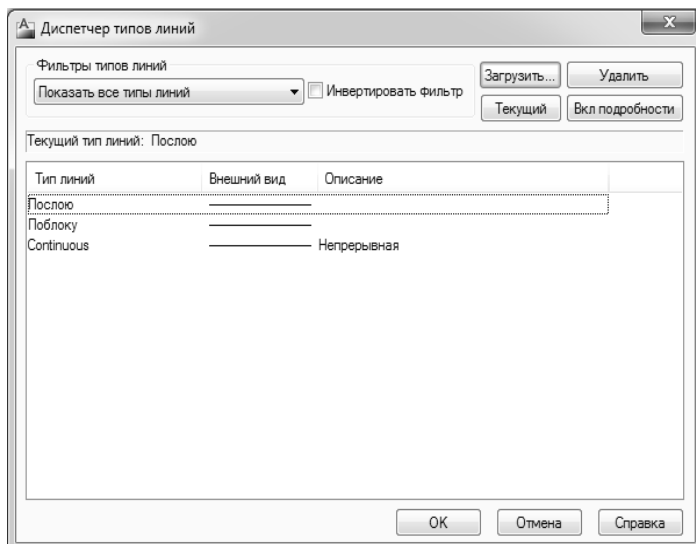 Диспетчер типов линий
x
Фильтры типов линий
Показать все типы линий
Инвертировать фильтр
Загрузить...
Удалить
Текущий
Вкл подробности
Текущий тип линий: Послою
Тип линий Внешний вид Описание
Послою
Поблоку
Continuous Непрерывная
OK Отмена Справка